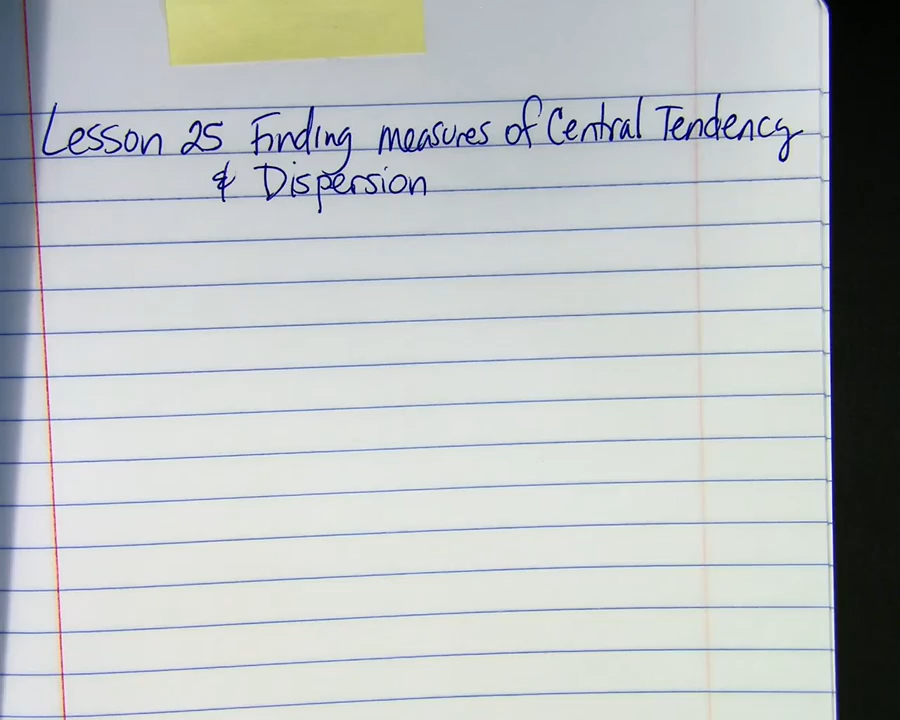 Lesson 25 Finding measures of Central Tendency
& Dispersion